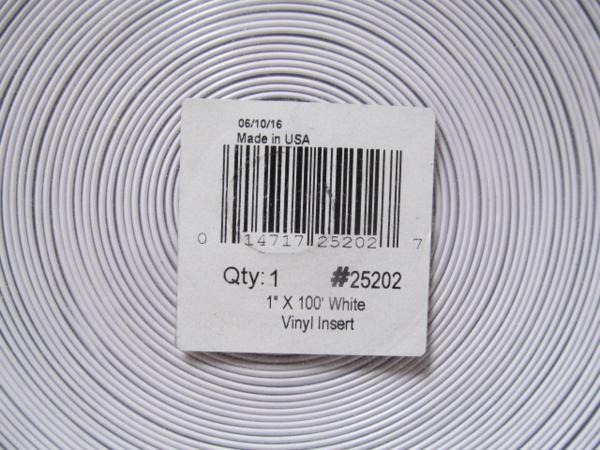 06/10/16
Made in USA
0 14717 25202 7
Qty: 1 #25202
1" X 100' White
Vinyl Insert